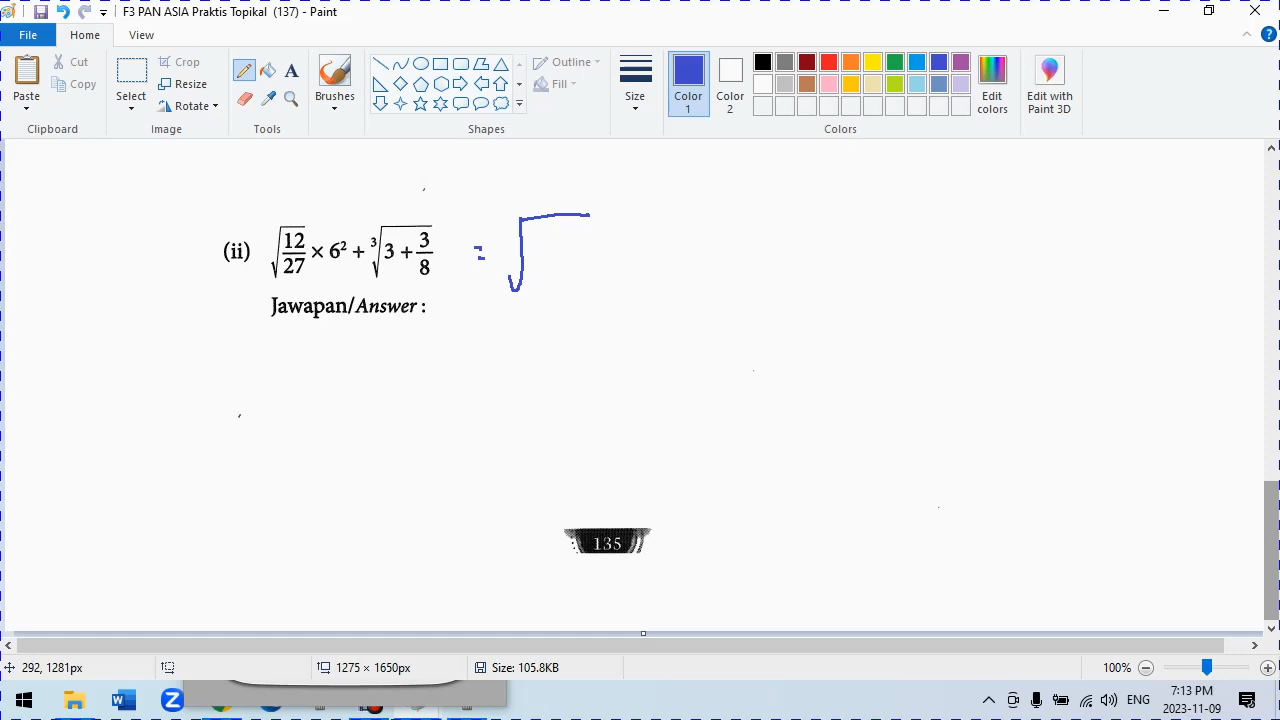 F3 PAN ASIA Praktis Topikal (137) - Paint
File Home View
Paste Cut Copy Select Crop Resize Rotate Brushes Outline Fill Size Color 1 Color 2 Edit colors Edit with Paint 3D
Clipboard Image Tools Shapes Colors
(ii) √(12/27) × 6² + ∛(3 + 3/8) = √
Jawapan/Answer :
135
292, 1281px 1275 × 1650px Size: 105.8KB 100%
ENG 7:13 PM
2023-11-09